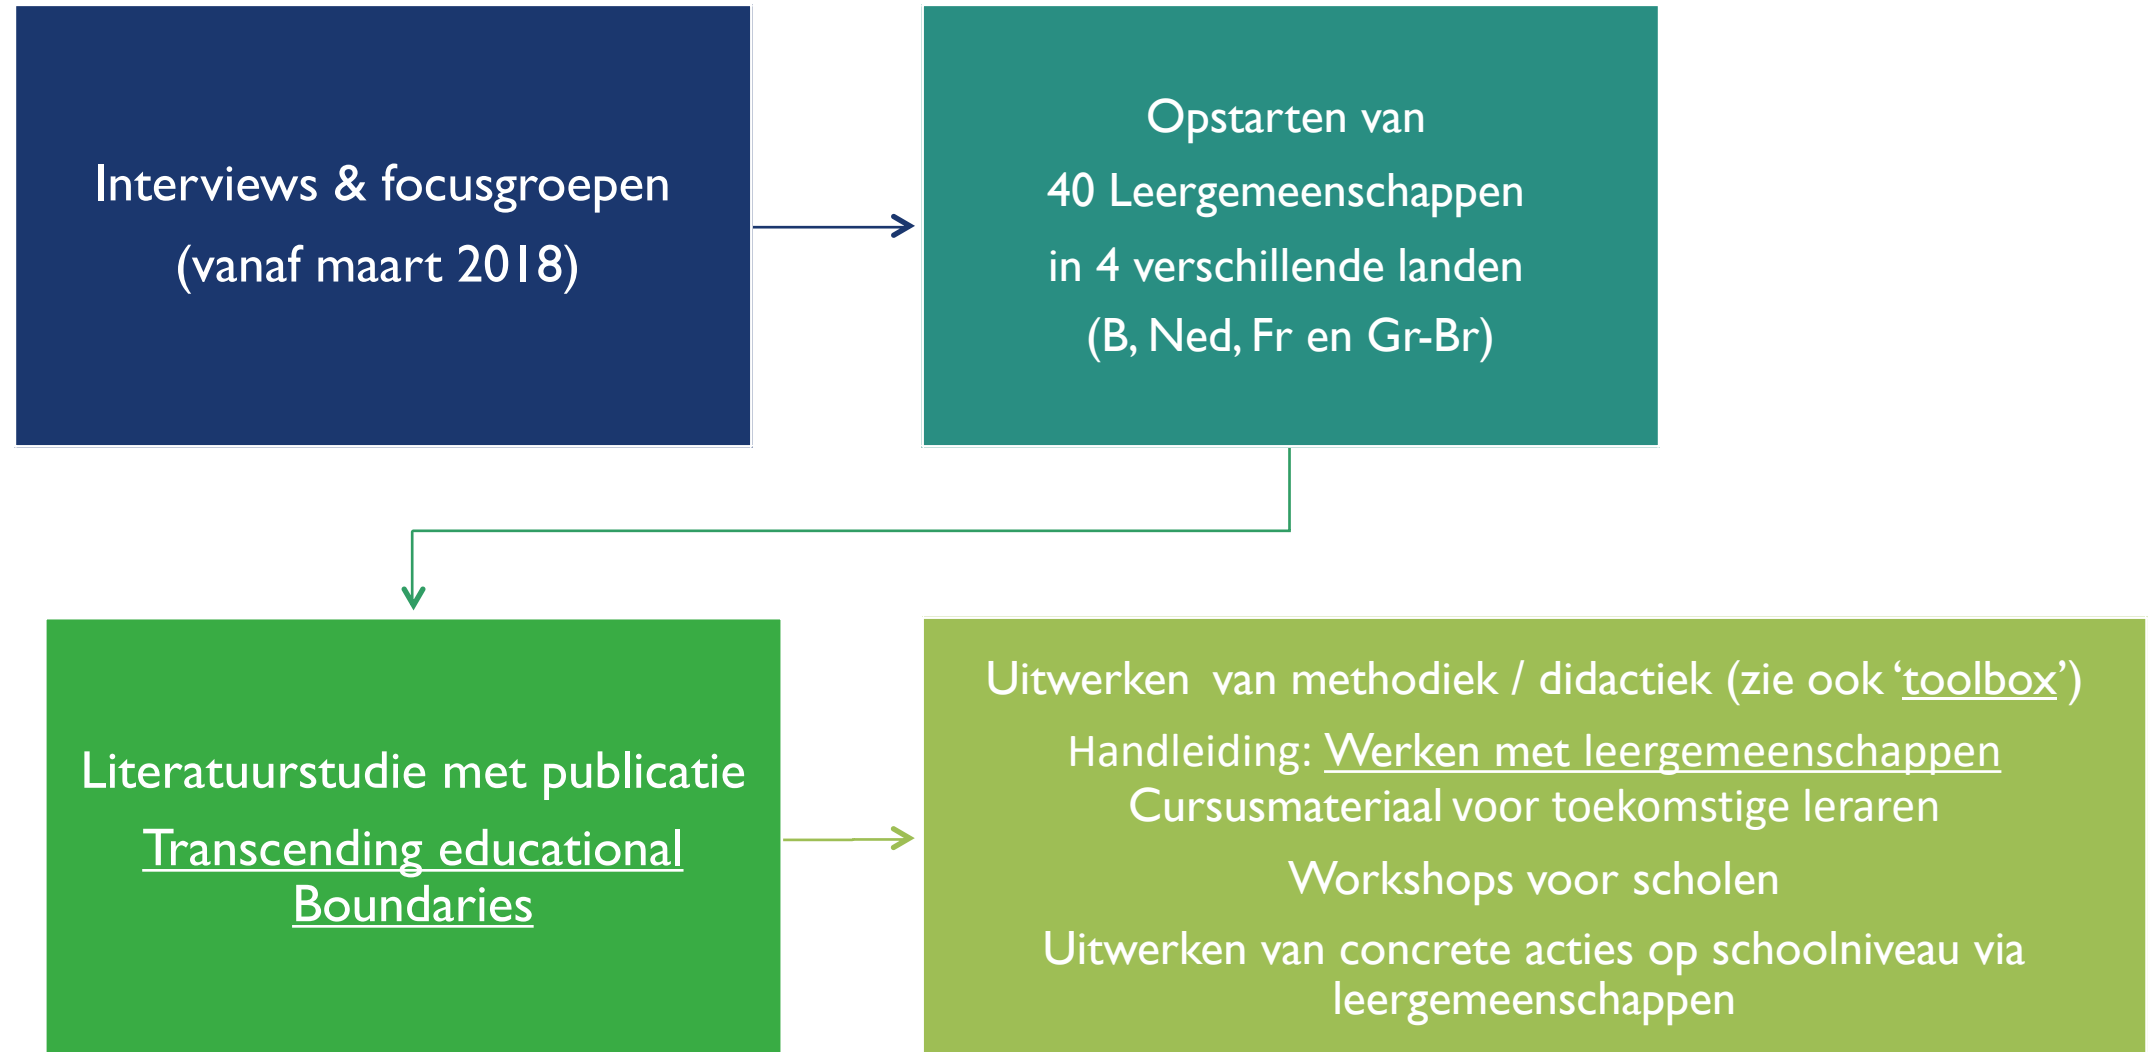 Interviews & focusgroepen
(vanaf maart 2018)
Opstarten van
40 Leergemeenschappen
in 4 verschillende landen
(B, Ned, Fr en Gr-Br)
Literatuurstudie met publicatie
Transcending educational
Boundaries
Uitwerken van methodiek / didactiek (zie ook ‘toolbox’)
Handleiding: Werken met leergemeenschappen
Cursusmateriaal voor toekomstige leraren
Workshops voor scholen
Uitwerken van concrete acties op schoolniveau via
leergemeenschappen